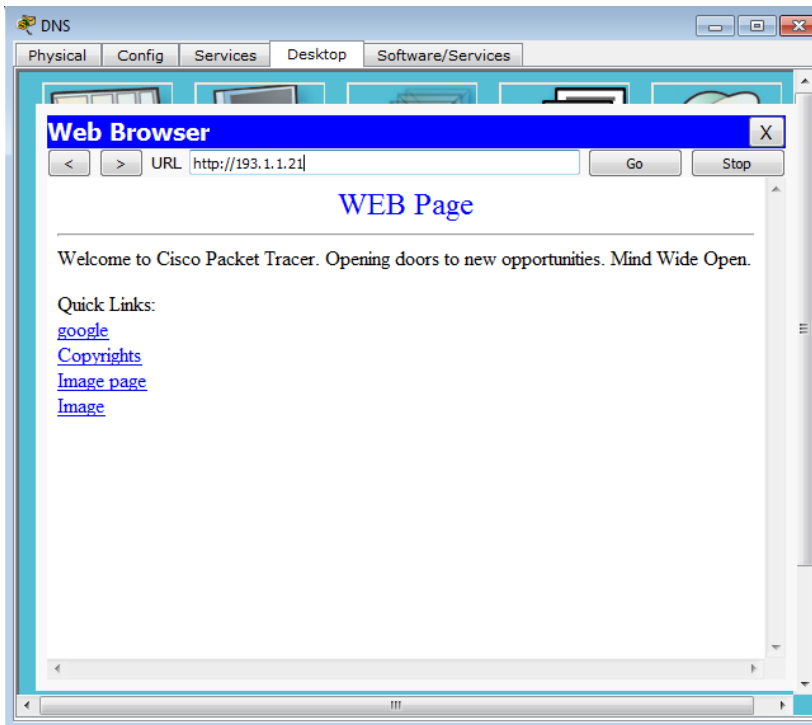 DNS
Physical Config Services Desktop Software/Services
Web Browser X
< > URL http://193.1.1.21 Go Stop
WEB Page
Welcome to Cisco Packet Tracer. Opening doors to new opportunities. Mind Wide Open.
Quick Links:
google
Copyrights
Image page
Image